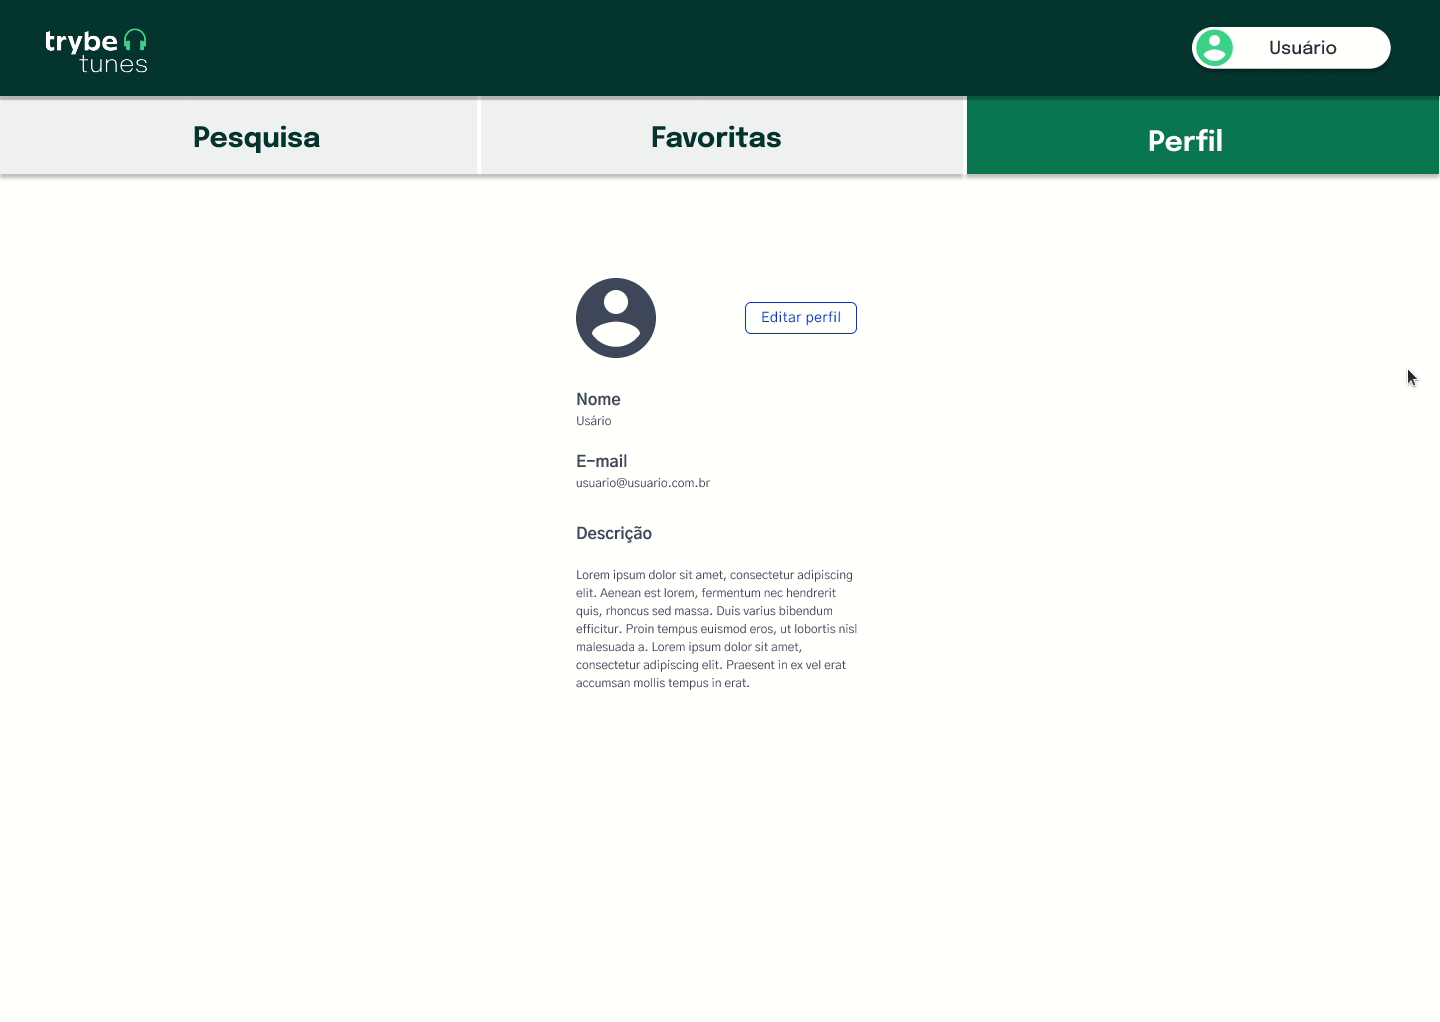 trybe
tunes
Usuário
Pesquisa
Favoritas
Perfil
Editar perfil
Nome
Usário
E-mail
usuario@usuario.com.br
Descrição
Lorem ipsum dolor sit amet, consectetur adipiscing
elit. Aenean est lorem, fermentum nec hendrerit
quis, rhoncus sed massa. Duis varius bibendum
efficitur. Proin tempus euismod eros, ut lobortis nisl
malesuada a. Lorem ipsum dolor sit amet,
consectetur adipiscing elit. Praesent in ex vel erat
accumsan mollis tempus in erat.